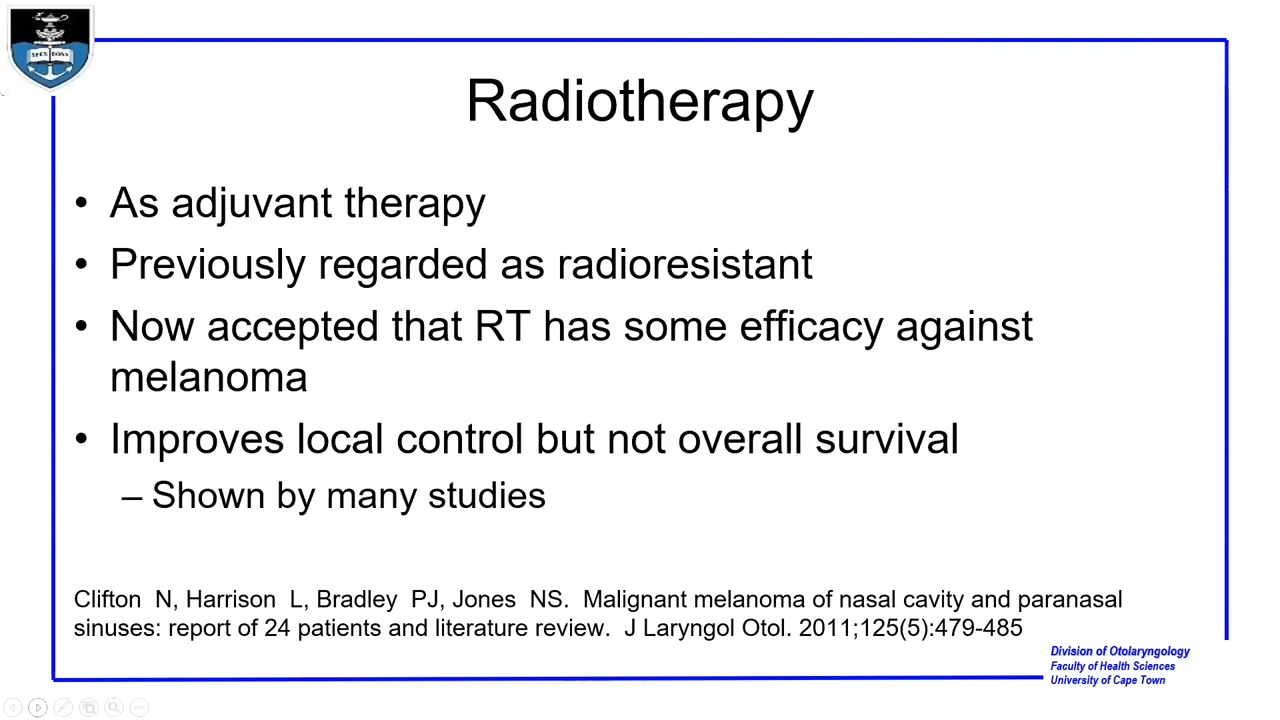 SPES BONA
Radiotherapy
• As adjuvant therapy
• Previously regarded as radioresistant
• Now accepted that RT has some efficacy against
melanoma
• Improves local control but not overall survival
– Shown by many studies
Clifton N, Harrison L, Bradley PJ, Jones NS. Malignant melanoma of nasal cavity and paranasal
sinuses: report of 24 patients and literature review. J Laryngol Otol. 2011;125(5):479-485
Division of Otolaryngology
Faculty of Health Sciences
University of Cape Town